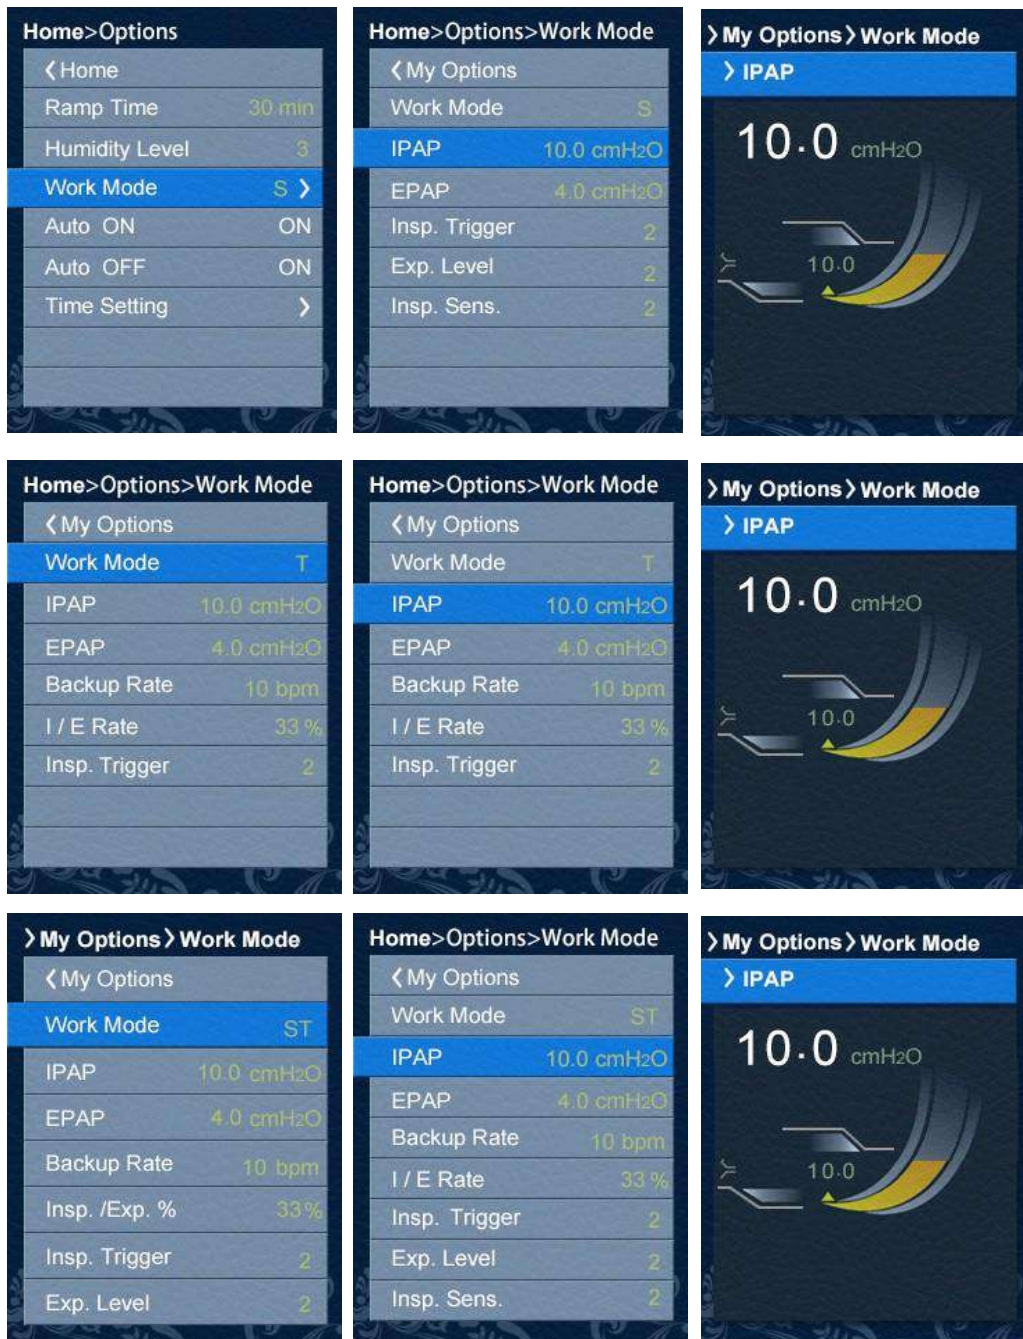 Home>Options
❮Home
Ramp Time 30 min
Humidity Level 3
Work Mode S ❯
Auto ON ON
Auto OFF ON
Time Setting ❯
Home>Options>Work Mode
❮My Options
Work Mode S
IPAP 10.0 cmH2O
EPAP 4.0 cmH2O
Insp. Trigger 2
Exp. Level 2
Insp. Sens. 2
❯My Options❯Work Mode
❯ IPAP
10.0 cmH2O
10.0
Home>Options>Work Mode
❮My Options
Work Mode T
IPAP 10.0 cmH2O
EPAP 4.0 cmH2O
Backup Rate 10 bpm
I / E Rate 33 %
Insp. Trigger 2
Home>Options>Work Mode
❮My Options
Work Mode T
IPAP 10.0 cmH2O
EPAP 4.0 cmH2O
Backup Rate 10 bpm
I / E Rate 33 %
Insp. Trigger 2
❯My Options❯Work Mode
❯ IPAP
10.0 cmH2O
10.0
❯My Options❯Work Mode
❮My Options
Work Mode ST
IPAP 10.0 cmH2O
EPAP 4.0 cmH2O
Backup Rate 10 bpm
Insp. /Exp. % 33%
Insp. Trigger 2
Exp. Level 2
Home>Options>Work Mode
❮My Options
Work Mode ST
IPAP 10.0 cmH2O
EPAP 4.0 cmH2O
Backup Rate 10 bpm
I / E Rate 33 %
Insp. Trigger 2
Exp. Level 2
Insp. Sens. 2
❯My Options❯Work Mode
❯ IPAP
10.0 cmH2O
10.0